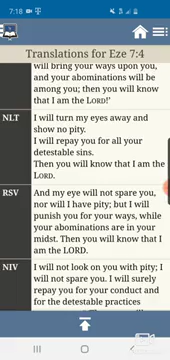 7:18
Translations for Eze 7:4
will bring your ways upon you,
and your abominations will be
among you; then you will know
that I am the LORD!'
NLT
I will turn my eyes away and
show no pity.
I will repay you for all your
detestable sins.
Then you will know that I am the
LORD.
RSV
And my eye will not spare you,
nor will I have pity; but I will
punish you for your ways, while
your abominations are in your
midst. Then you will know that I
am the LORD.
NIV
I will not look on you with pity; I
will not spare you. I will surely
repay you for your conduct and
for the detestable practices